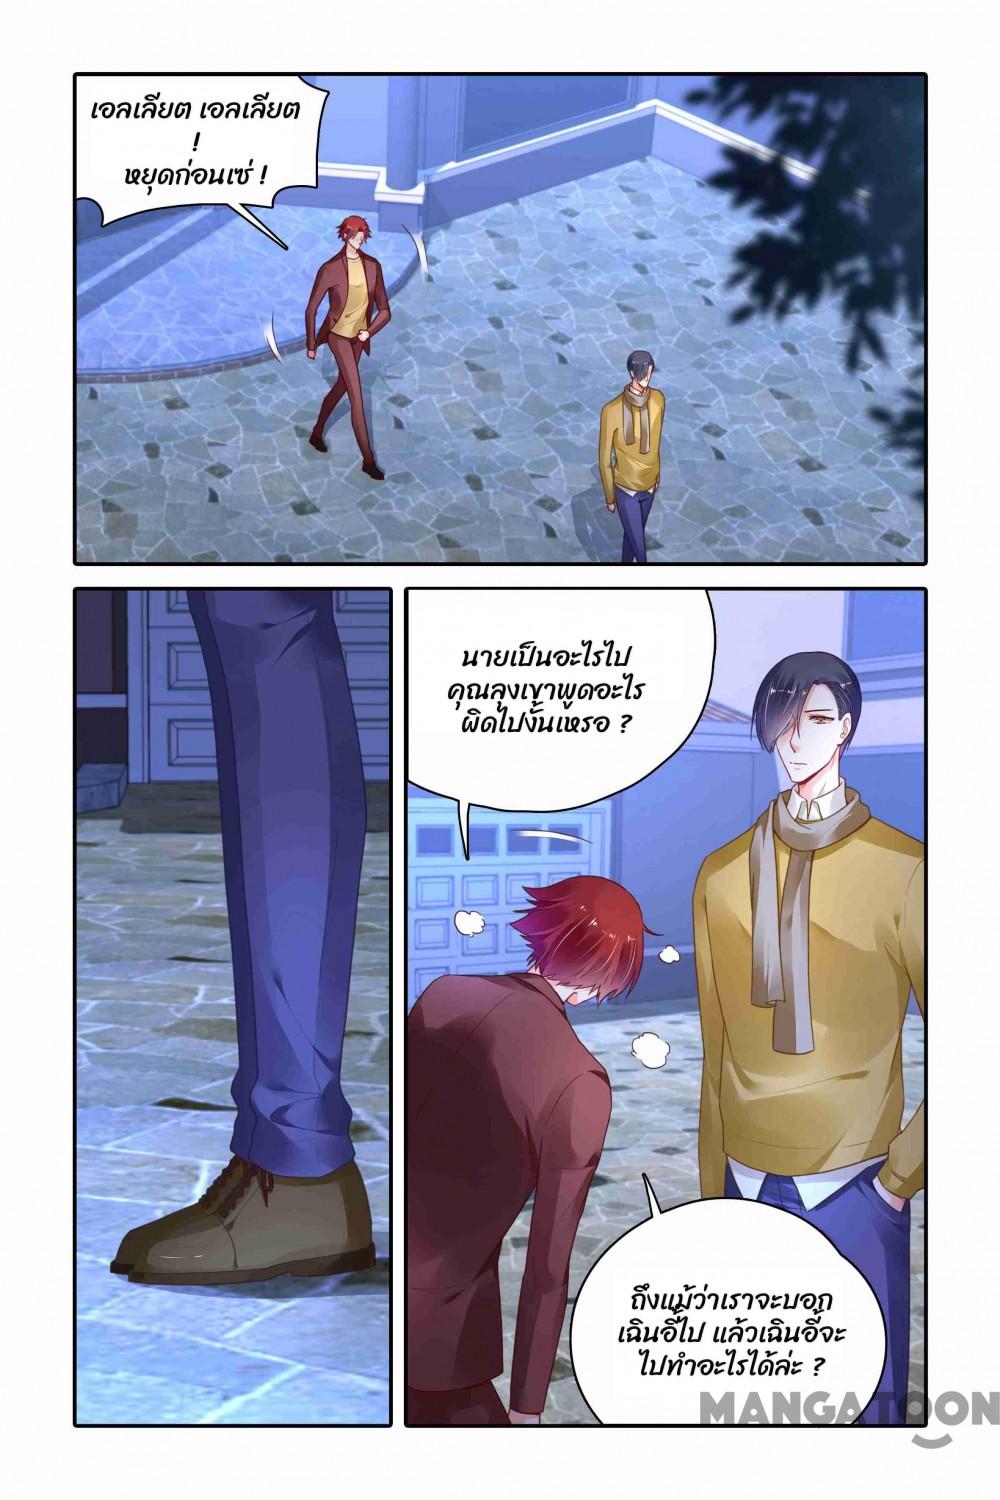 เอลเลียต เอลเลียต
!
หยุดก่อนเซ่ !
นายเป็นอะไรไป
คุณลุงเขาพูดอะไร
ผิดไปงั้นเหรอ ?
ถึงแม้ว่าเราจะบอก
เฉินอี้ไป แล้วเฉินอี้จะ
ไปทำอะไรได้ล่ะ ?
MANGATOON